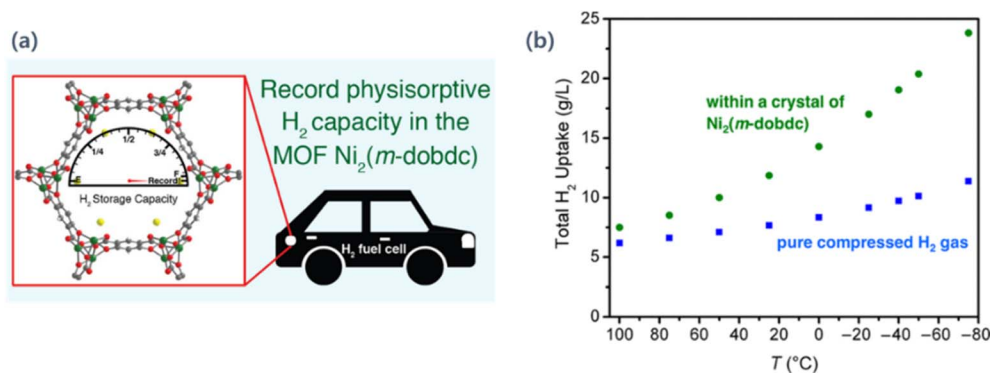 (a)
Record physisorptive
H₂ capacity in the
MOF Ni₂(m-dobdc)
1/4
1/2
3/4
E
F
Record
H₂ Storage Capacity
H₂ fuel cell
(b)
Total H₂ Uptake (g/L)
25
20
15
10
5
0
within a crystal of
Ni₂(m-dobdc)
pure compressed H₂ gas
100 80 60 40 20 0 −20 −40 −60 −80
T (°C)